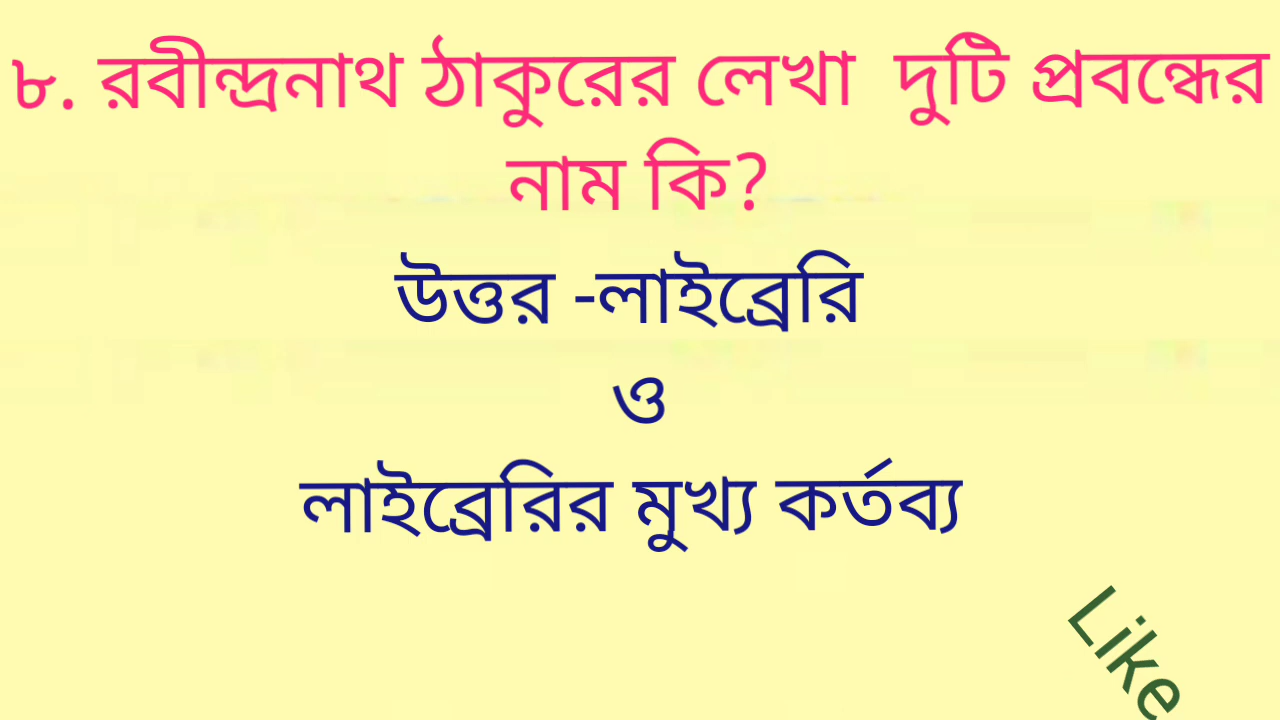 ৮. রবীন্দ্রনাথ ঠাকুরের লেখা দুটি প্রবন্ধের
নাম কি?
উত্তর -লাইব্রেরি
ও
লাইব্রেরির মুখ্য কর্তব্য
Like